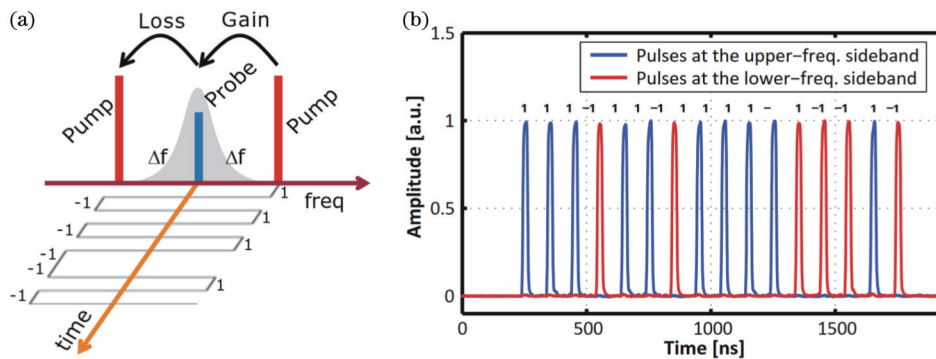 (a)
Loss
Gain
Probe
Pump
Pump
Δf
Δf
freq
1
-1
1
-1
1
-1
-1
1
-1
time
(b)
1.5
Pulses at the upper-freq. sideband
Pulses at the lower-freq. sideband
1 1 1 -1 1 -1 1 1 1 1 - 1 -1 -1 1 -1
1
0.5
0
Amplitude [a.u.]
0 500 1000 1500
Time [ns]